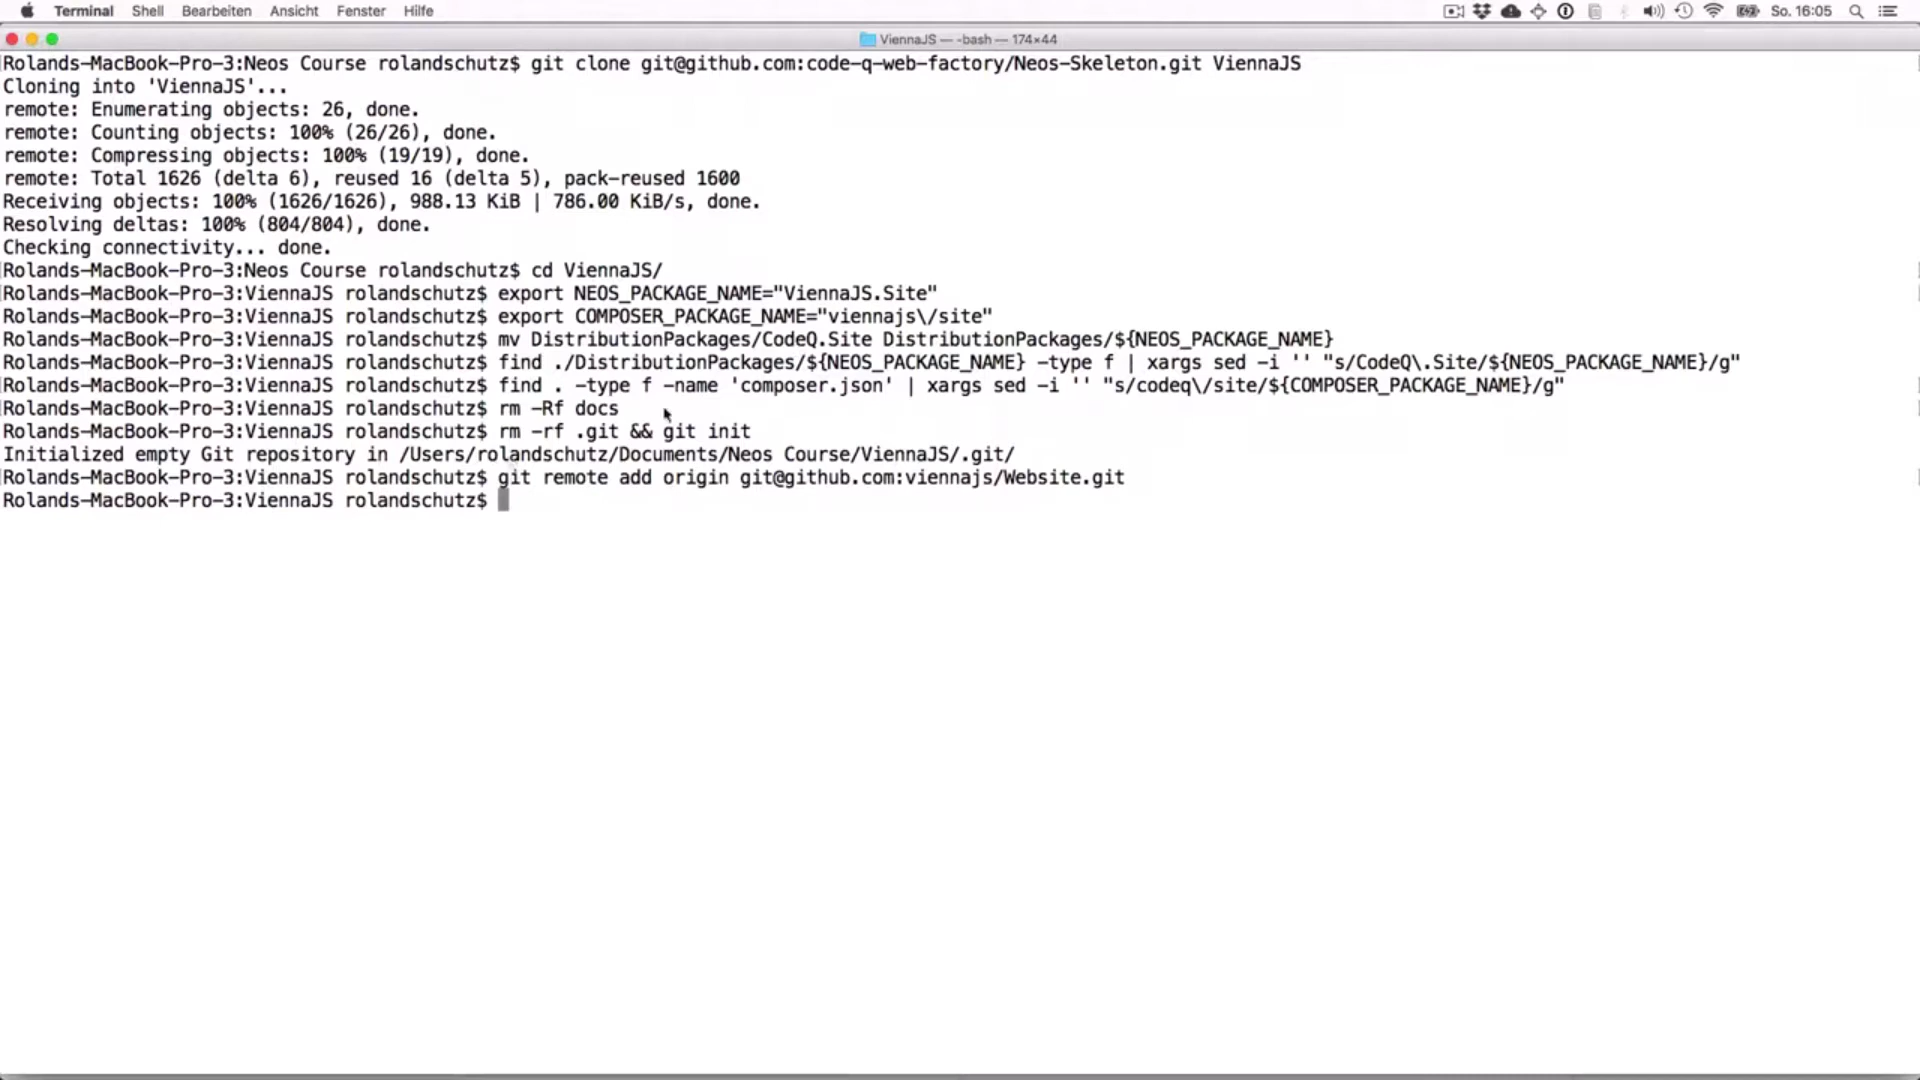 Terminal Shell Bearbeiten Ansicht Fenster Hilfe So. 16:05
ViennaJS — -bash — 174×44
Rolands-MacBook-Pro-3:Neos Course rolandschutz$ git clone git@github.com:code-q-web-factory/Neos-Skeleton.git ViennaJS
Cloning into 'ViennaJS'...
remote: Enumerating objects: 26, done.
remote: Counting objects: 100% (26/26), done.
remote: Compressing objects: 100% (19/19), done.
remote: Total 1626 (delta 6), reused 16 (delta 5), pack-reused 1600
Receiving objects: 100% (1626/1626), 988.13 KiB | 786.00 KiB/s, done.
Resolving deltas: 100% (804/804), done.
Checking connectivity... done.
Rolands-MacBook-Pro-3:Neos Course rolandschutz$ cd ViennaJS/
Rolands-MacBook-Pro-3:ViennaJS rolandschutz$ export NEOS_PACKAGE_NAME="ViennaJS.Site"
Rolands-MacBook-Pro-3:ViennaJS rolandschutz$ export COMPOSER_PACKAGE_NAME="viennajs\/site"
Rolands-MacBook-Pro-3:ViennaJS rolandschutz$ mv DistributionPackages/CodeQ.Site DistributionPackages/${NEOS_PACKAGE_NAME}
Rolands-MacBook-Pro-3:ViennaJS rolandschutz$ find ./DistributionPackages/${NEOS_PACKAGE_NAME} -type f | xargs sed -i '' "s/CodeQ\.Site/${NEOS_PACKAGE_NAME}/g"
Rolands-MacBook-Pro-3:ViennaJS rolandschutz$ find . -type f -name 'composer.json' | xargs sed -i '' "s/codeq\/site/${COMPOSER_PACKAGE_NAME}/g"
Rolands-MacBook-Pro-3:ViennaJS rolandschutz$ rm -Rf docs
Rolands-MacBook-Pro-3:ViennaJS rolandschutz$ rm -rf .git && git init
Initialized empty Git repository in /Users/rolandschutz/Documents/Neos Course/ViennaJS/.git/
Rolands-MacBook-Pro-3:ViennaJS rolandschutz$ git remote add origin git@github.com:viennajs/Website.git
Rolands-MacBook-Pro-3:ViennaJS rolandschutz$